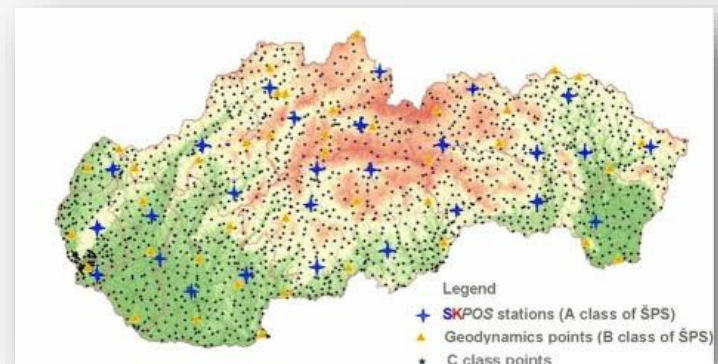 Legend
SKPOS stations (A class of ŠPS)
Geodynamics points (B class of ŠPS)
C class points